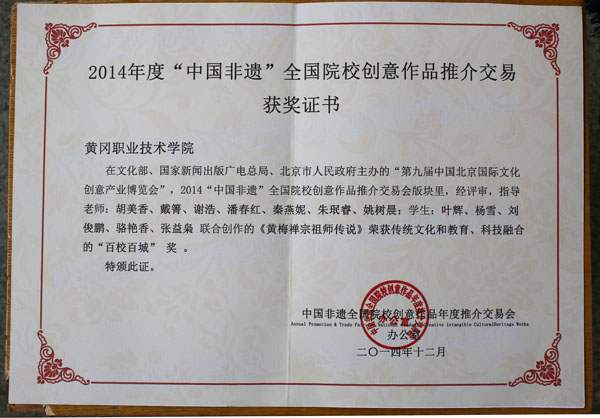 2014年度“中国非遗”全国院校创意作品推介交易
获奖证书
黄冈职业技术学院
在文化部、国家新闻出版广电总局、北京市人民政府主办的“第九届中国北京国际文化
创意产业博览会”，2014“中国非遗”全国院校创意作品推介交易会版块里，经评审，指导
老师：胡美香、戴箐、谢浩、潘春红、秦燕妮、朱珉睿、姚树晨；学生：叶辉、杨雪、刘
俊鹏、骆艳香、张益枭 联合创作的《黄梅禅宗祖师传说》荣获传统文化和教育、科技融合
的“百校百城” 奖 。
特颁此证。
中国非遗全国院校创意作品年度推介交易会
Annual Promotion & Trade Fair National Creative Intangible CulturalHeritage Works
办公室
二〇一四年十二月